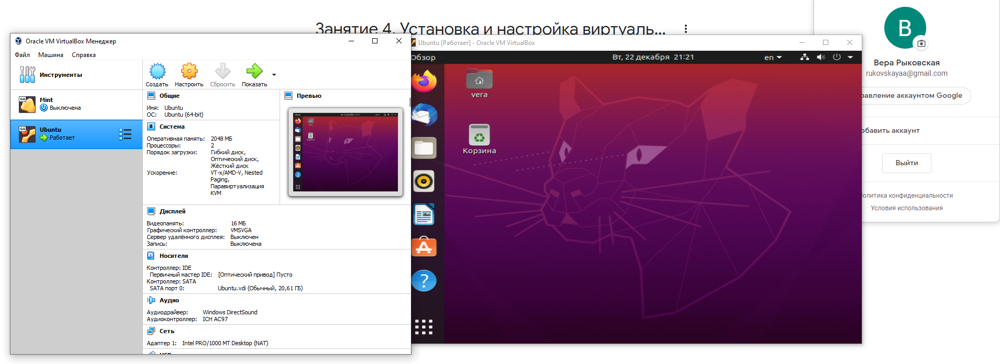 Занятие 4. Установка и настройка виртуаль...
Oracle VM VirtualBox Менеджер
Файл Машина Справка
Инструменты
Создать Настроить Сбросить Показать
64
Mint
Выключена
64
Ubuntu
Работает
Общие
Имя: Ubuntu
ОС: Ubuntu (64-bit)
Система
Оперативная память: 2048 МБ
Процессоры: 2
Порядок загрузки: Гибкий диск,
Оптический диск,
Жёсткий диск
Ускорение: VT-x/AMD-V, Nested
Paging,
Паравиртуализация
KVM
Превью
Дисплей
Видеопамять: 16 МБ
Графический контроллер: VMSVGA
Сервер удалённого дисплея: Выключен
Запись: Выключена
Носители
Контроллер: IDE
Первичный мастер IDE: [Оптический привод] Пусто
Контроллер: SATA
SATA порт 0: Ubuntu.vdi (Обычный, 20,61 ГБ)
Аудио
Аудиодрайвер: Windows DirectSound
Аудиоконтроллер: ICH AC97
Сеть
Адаптер 1: Intel PRO/1000 MT Desktop (NAT)
Ubuntu [Работает] - Oracle VM VirtualBox
Обзор Вт, 22 декабря 21:21 en
vera
Корзина
В
Вера Рыковская
rukovskayaa@gmail.com
равление аккаунтом Google
обавить аккаунт
Выйти
олитика конфиденциальности
Условия использования